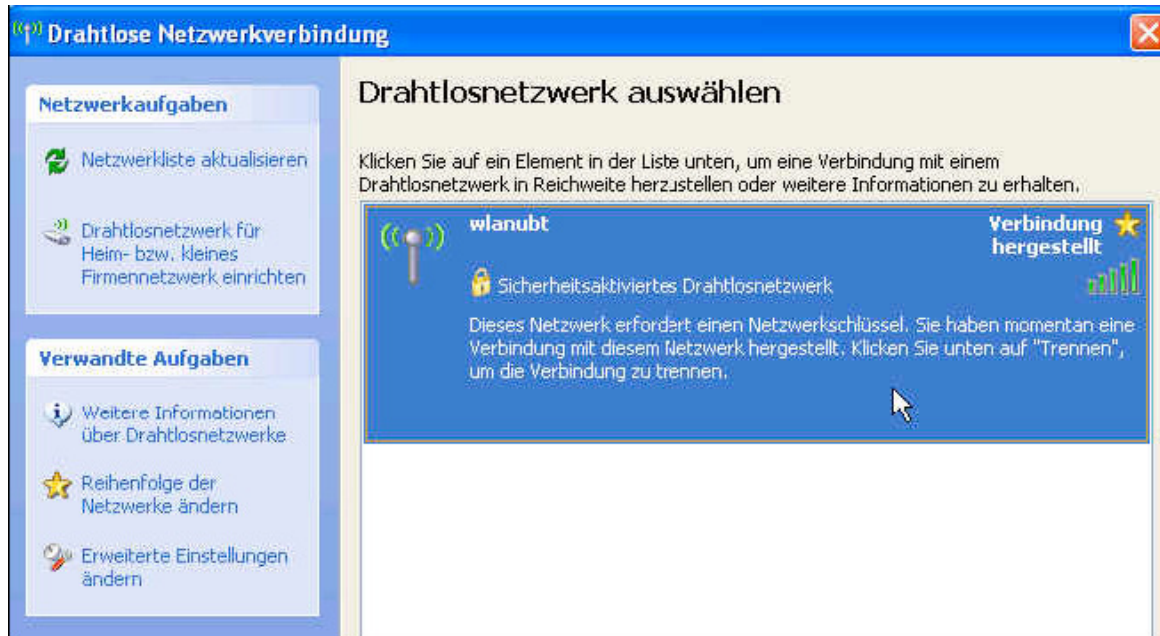 Drahtlose Netzwerkverbindung
Netzwerkaufgaben
Netzwerkliste aktualisieren
Drahtlosnetzwerk für
Heim- bzw. kleines
Firmennetzwerk einrichten
Verwandte Aufgaben
Weitere Informationen
über Drahtlosnetzwerke
Reihenfolge der
Netzwerke ändern
Erweiterte Einstellungen
ändern
Drahtlosnetzwerk auswählen
Klicken Sie auf ein Element in der Liste unten, um eine Verbindung mit einem
Drahtlosnetzwerk in Reichweite herzustellen oder weitere Informationen zu erhalten.
wlanubt
Verbindung
hergestellt
Sicherheitsaktiviertes Drahtlosnetzwerk
Dieses Netzwerk erfordert einen Netzwerkschlüssel. Sie haben momentan eine
Verbindung mit diesem Netzwerk hergestellt. Klicken Sie unten auf "Trennen",
um die Verbindung zu trennen.